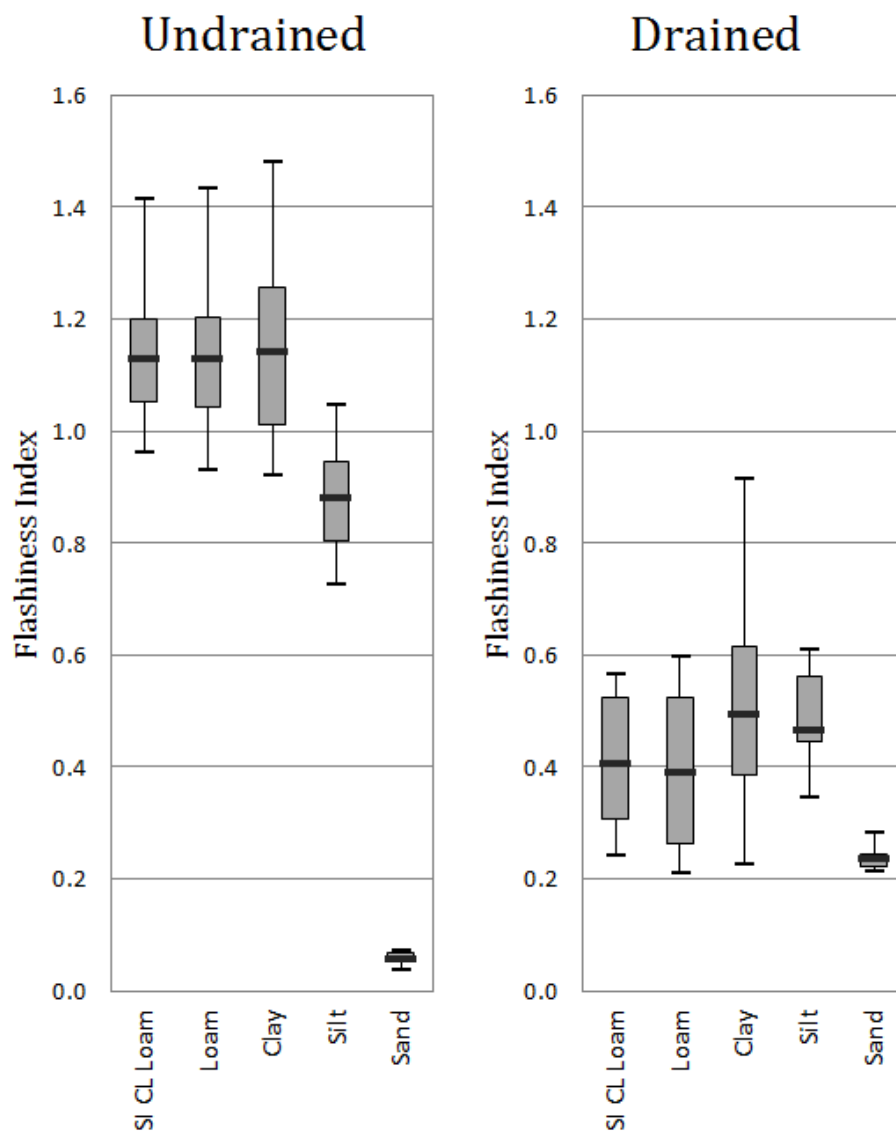 Undrained
Flashiness Index
1.6
1.4
1.2
1.0
0.8
0.6
0.4
0.2
0.0
SI CL Loam
Loam
Clay
Silt
Sand
Drained
Flashiness Index
1.6
1.4
1.2
1.0
0.8
0.6
0.4
0.2
0.0
SI CL Loam
Loam
Clay
Silt
Sand